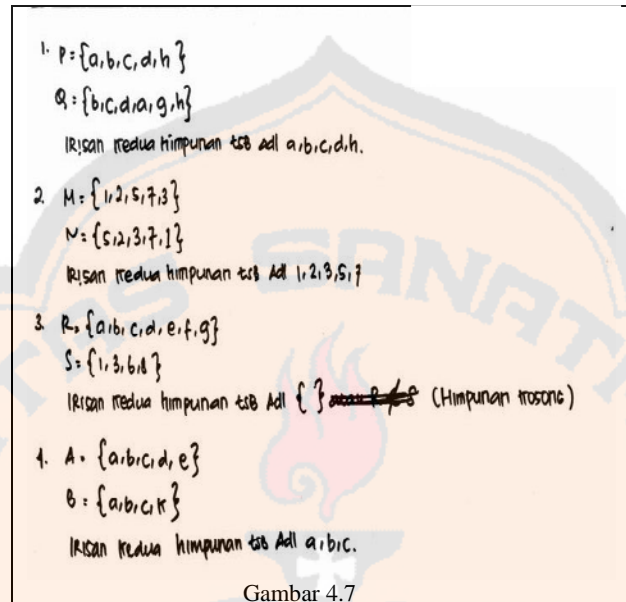 1. P = {a,b,c,d,h}
Q = {b,c,d,a,g,h}
Irisan kedua himpunan tsb adl a,b,c,d,h.
2. M = {1,2,5,7,3}
N = {5,2,3,7,1}
Irisan kedua himpunan tsb Adl 1,2,3,5,7
3. R = {a,b,c,d,e,f,g}
S = {1,3,6,8}
Irisan kedua himpunan tsb Adl { } (Himpunan kosong)
4. A = {a,b,c,d,e}
B = {a,b,c,k}
Irisan kedua himpunan tsb Adl a,b,c.
Gambar 4.7